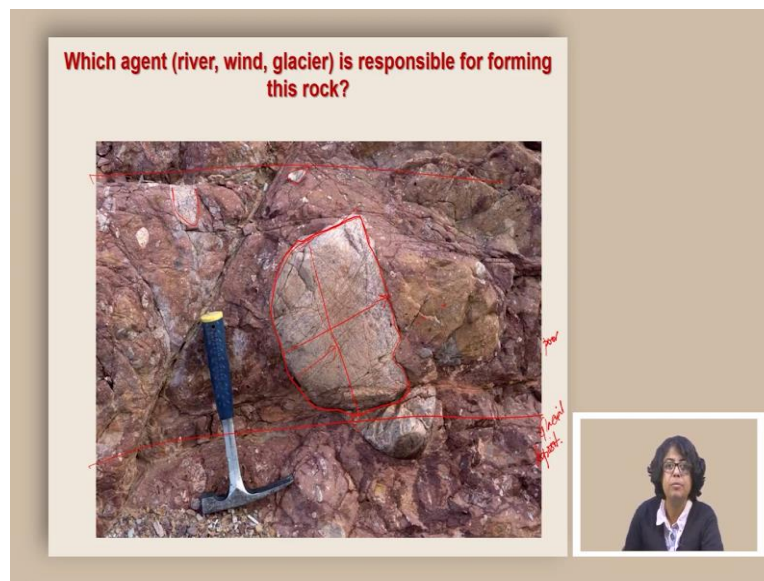 Which agent (river, wind, glacier) is responsible for forming
this rock?
poor
glacial
deposit.